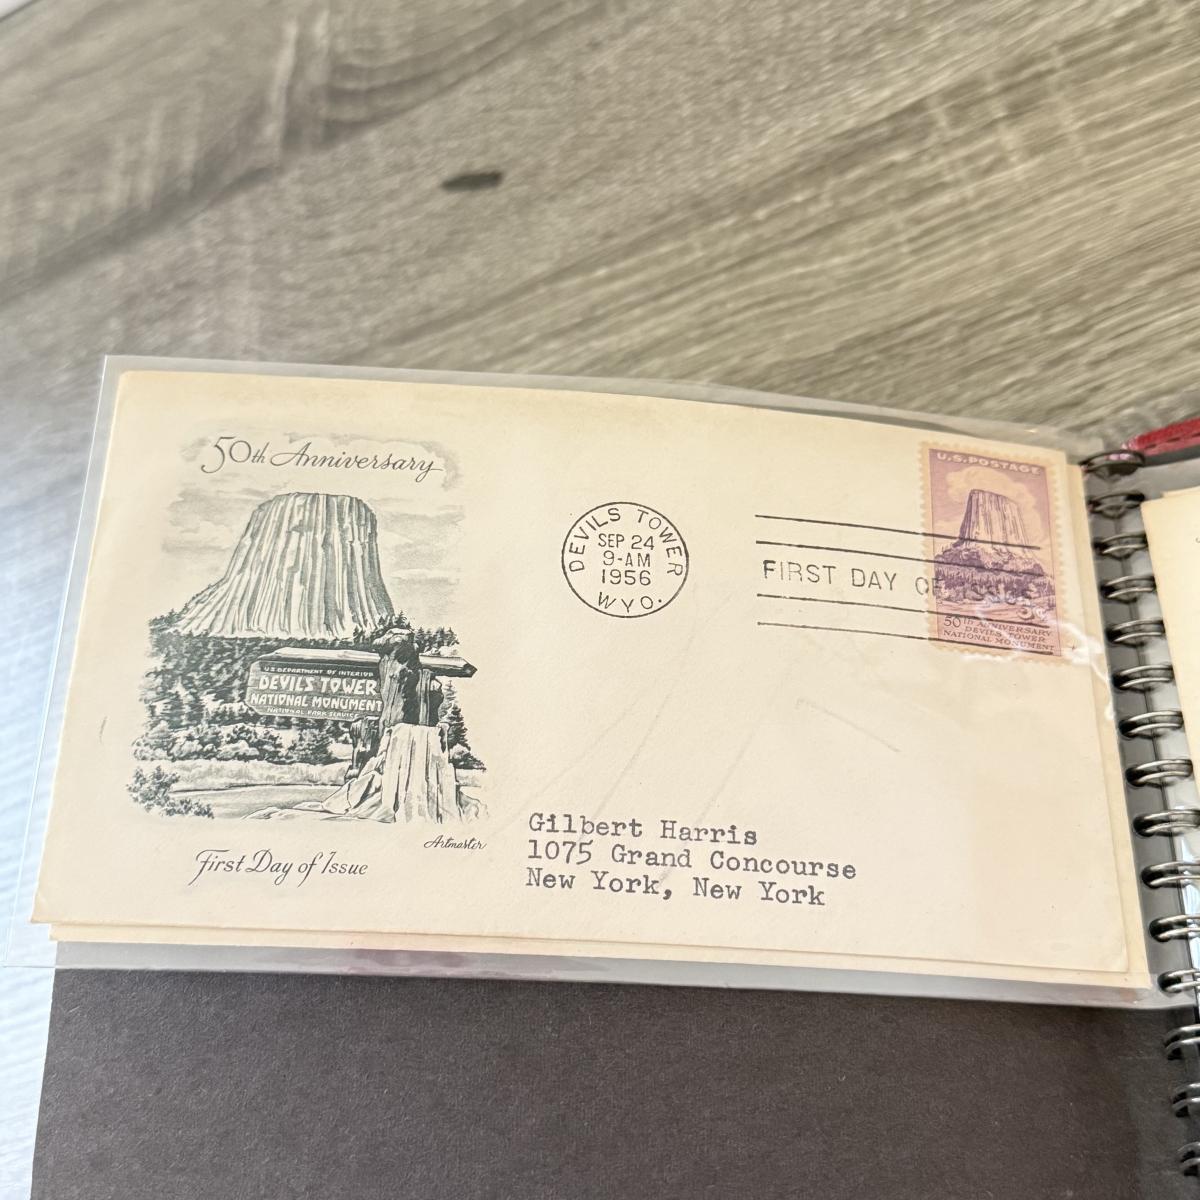 50th Anniversary
U.S. DEPARTMENT OF INTERIOR
DEVILS TOWER
NATIONAL MONUMENT
NATIONAL PARK SERVICE
Artmaster
First Day of Issue
DEVILS TOWER
SEP 24
9-AM
1956
WYO.
FIRST DAY OF ISSUE
U.S. POSTAGE
50th ANNIVERSARY
DEVILS TOWER
NATIONAL MONUMENT
Gilbert Harris
1075 Grand Concourse
New York, New York